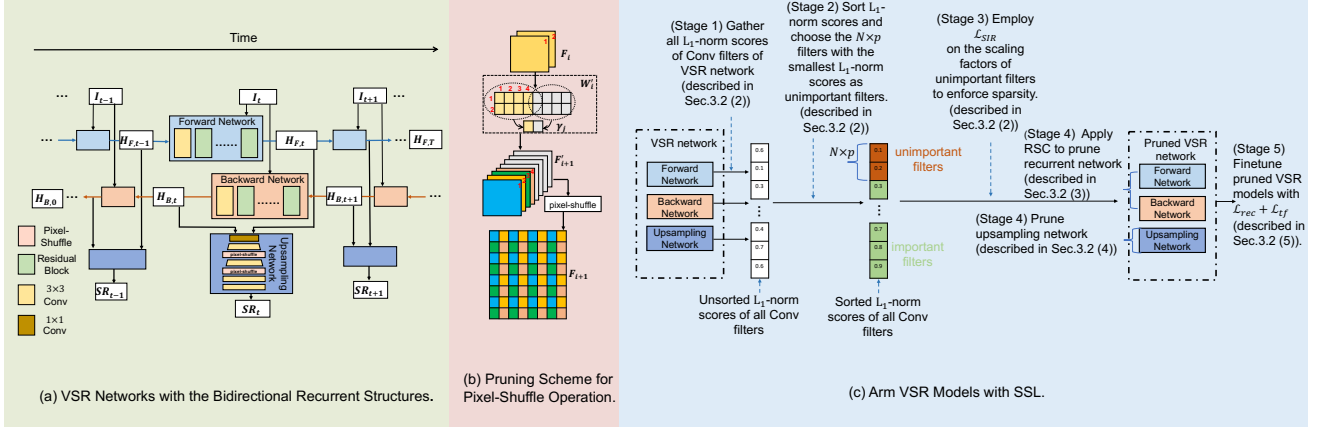 Time
...
I_{t-1}
I_t
I_{t+1}
...
...
H_{F,t-1}
Forward Network
H_{F,t}
...
H_{F,T}
Backward Network
H_{B,0}
...
H_{B,t}
H_{B,t+1}
...
Pixel-
Shuffle
Residual
Block
3×3
Conv
1×1
Conv
pixel-shuffle
pixel-shuffle
Upsampling
Network
SR_{t-1}
SR_t
SR_{t+1}
(a) VSR Networks with the Bidirectional Recurrent Structures.
1 2
F_i
W'_i
1 2 3 4
1
2
γ_j
F'_i
pixel-shuffle
F_{i+1}
(b) Pruning Scheme for
Pixel-Shuffle Operation.
(Stage 1) Gather
all L₁-norm scores
of Conv filters of
VSR network
(described in
Sec.3.2 (2))
(Stage 2) Sort L₁-
norm scores and
choose the N×p
filters with the
smallest L₁-norm
scores as
unimportant filters.
(described in
Sec.3.2 (2))
(Stage 3) Employ
ℒ_{SIR}
on the scaling
factors of
unimportant filters
to enforce sparsity.
(described in
Sec.3.2 (2))
(Stage 4) Apply
RSC to prune
recurrent network
(described in
Sec.3.2 (3))
(Stage 4) Prune
upsampling network
(described in Sec.3.2 (4))
(Stage 5)
Finetune
pruned VSR
models with
ℒ_{rec} + ℒ_{tf}
(described in
Sec.3.2 (5)).
VSR network
Forward
Network
Backward
Network
Upsampling
Network
0.6
0.1
0.3
...
0.4
0.7
0.6
Unsorted L₁-norm
scores of all Conv
filters
N×p
0.1
0.2
0.3
...
0.7
0.8
0.9
unimportant
filters
important
filters
Sorted L₁-norm
scores of all Conv
filters
Pruned VSR
network
Forward
Network
Backward
Network
Upsampling
Network
(c) Arm VSR Models with SSL.